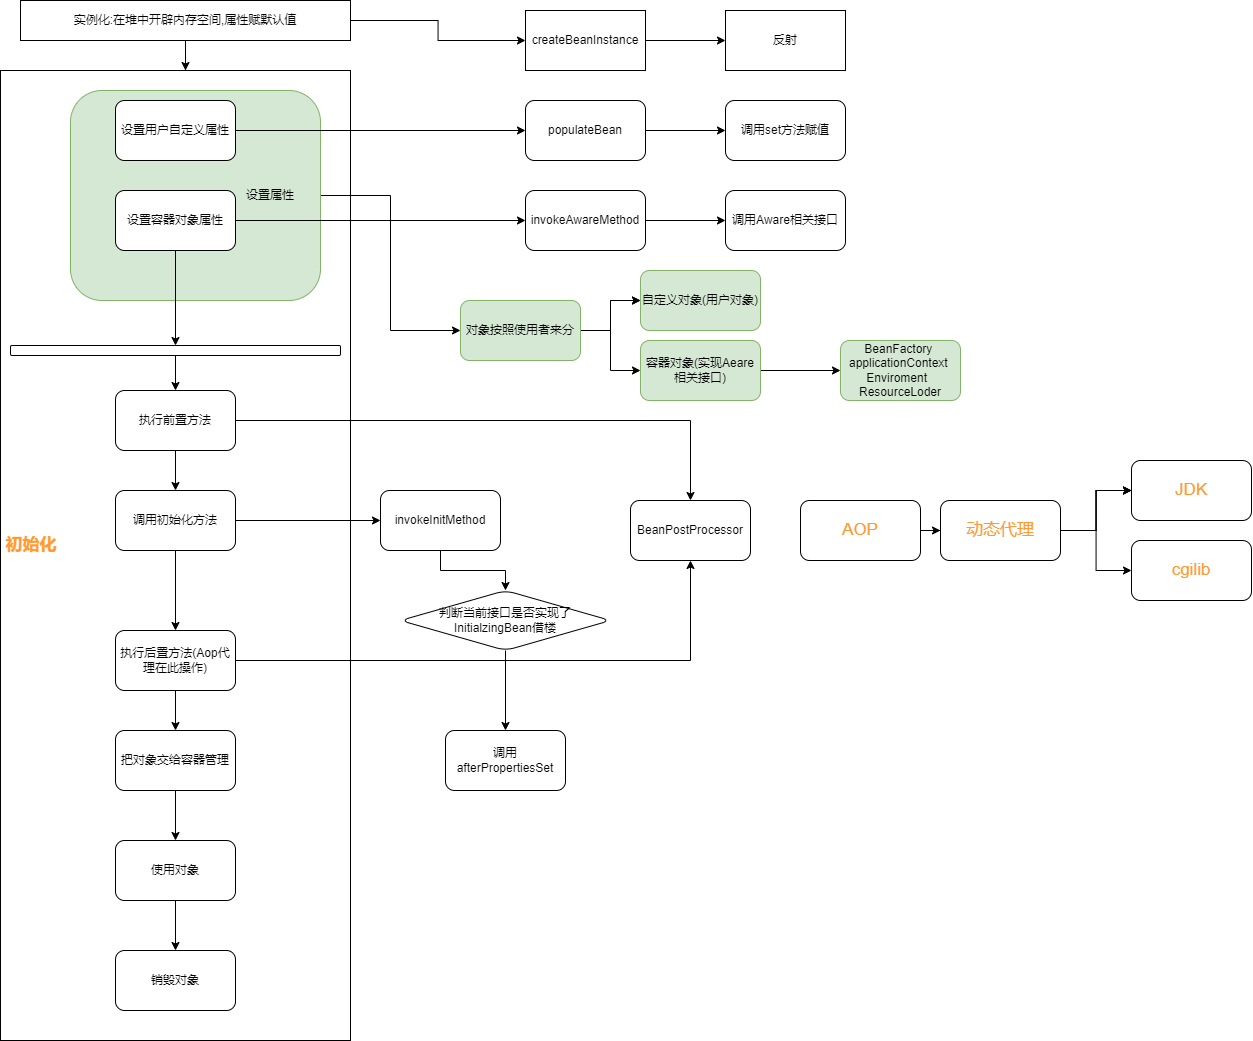 实例化:在堆中开辟内存空间,属性赋默认值
createBeanInstance
反射
设置用户自定义属性
populateBean
调用set方法赋值
设置属性
设置容器对象属性
invokeAwareMethod
调用Aware相关接口
对象按照使用者来分
自定义对象(用户对象)
容器对象(实现Aeare
相关接口)
BeanFactory
applicationContext
Enviroment
ResourceLoder
执行前置方法
调用初始化方法
invokeInitMethod
BeanPostProcessor
AOP
动态代理
JDK
cgilib
初始化
判断当前接口是否实现了
InitialzingBean借楼
执行后置方法(Aop代
理在此操作)
把对象交给容器管理
调用
afterPropertiesSet
使用对象
销毁对象